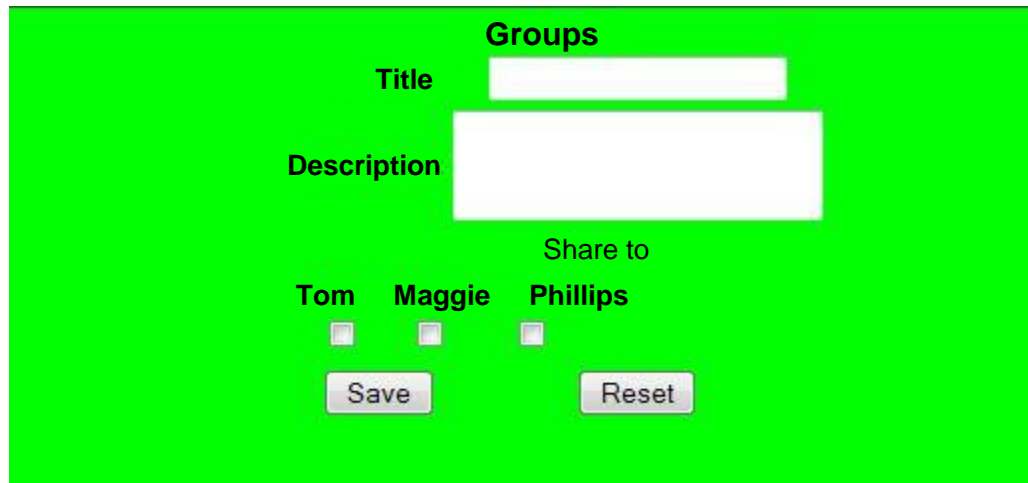 Groups
Title
Description
Share to
Tom Maggie Phillips
Save Reset